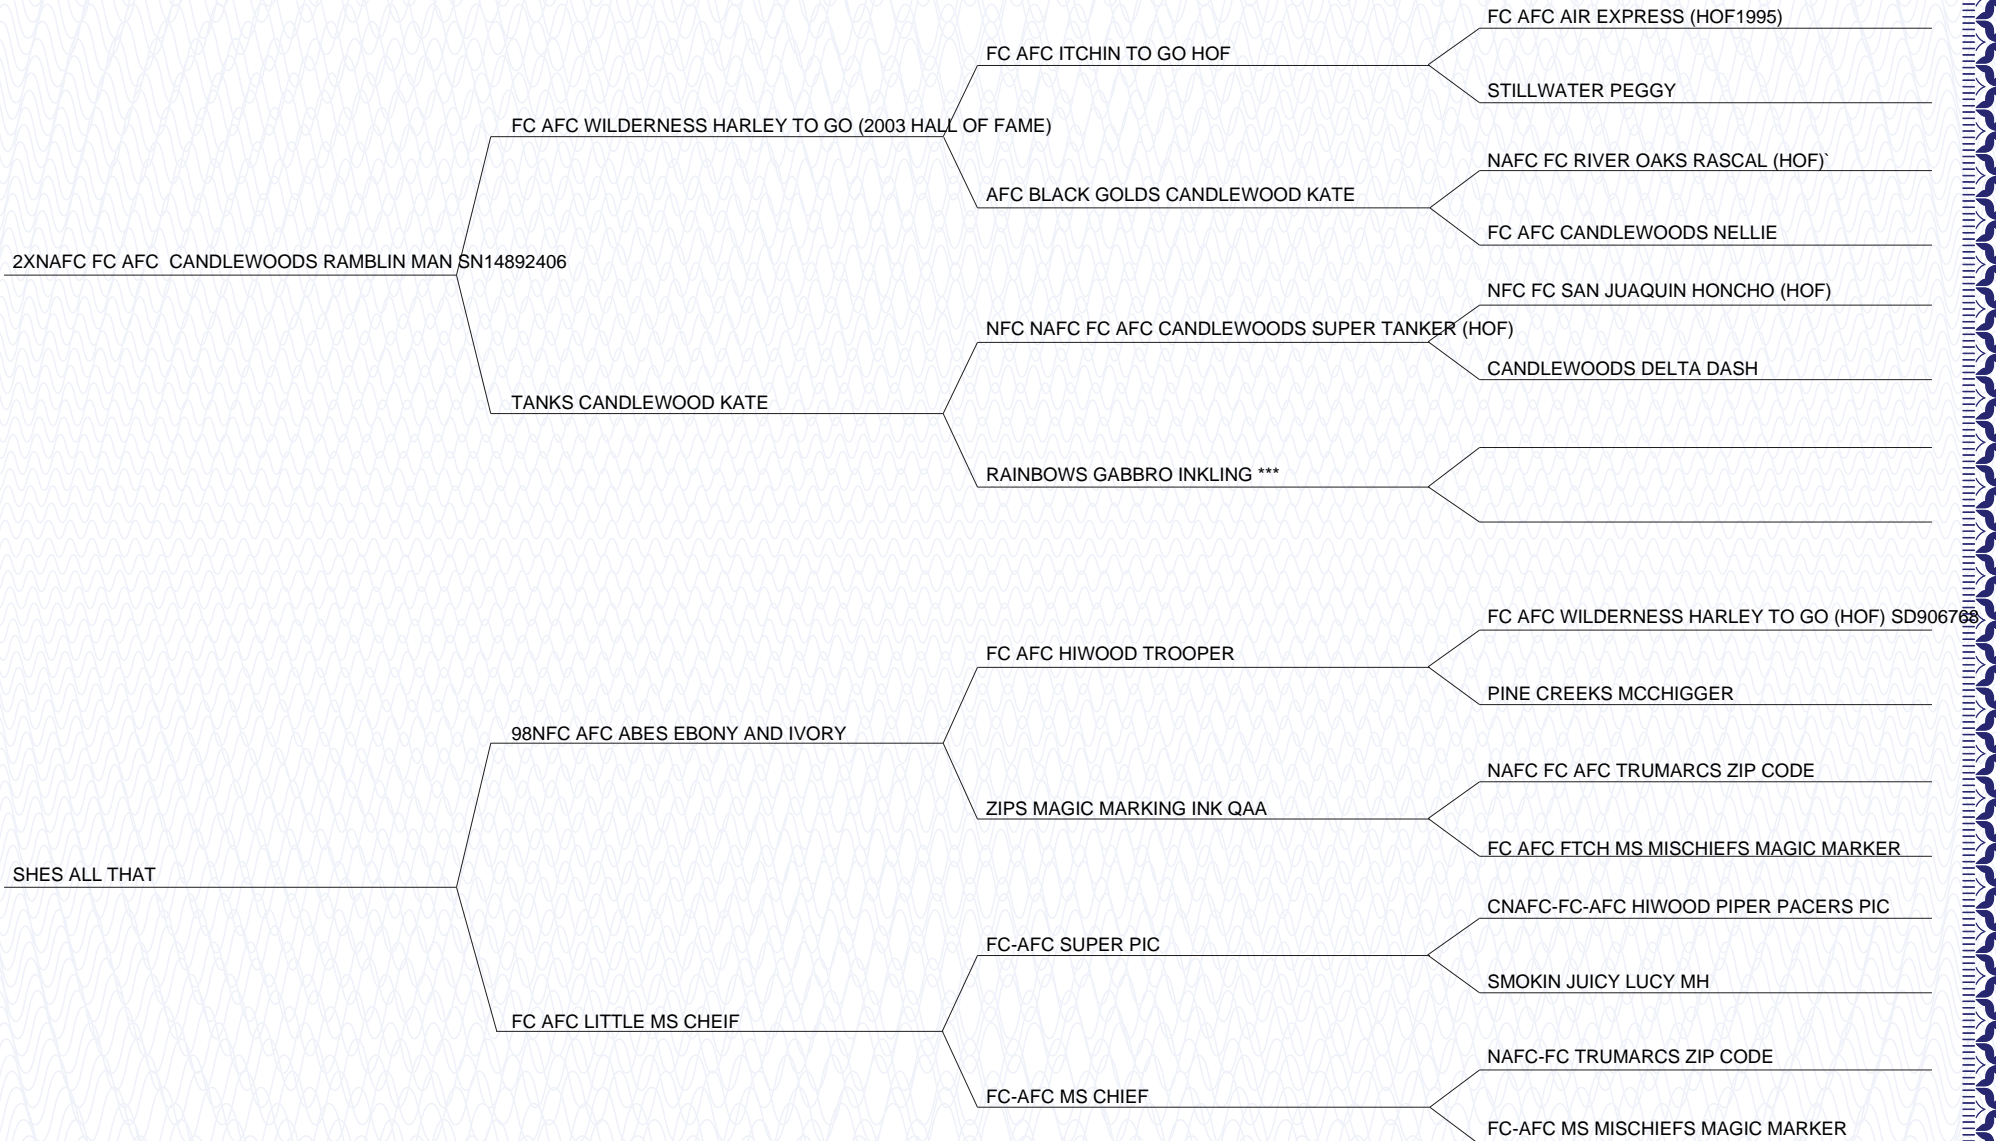 FC AFC AIR EXPRESS (HOF1995)
FC AFC ITCHIN TO GO HOF
STILLWATER PEGGY
FC AFC WILDERNESS HARLEY TO GO (2003 HALL OF FAME)
NAFC FC RIVER OAKS RASCAL (HOF)`
AFC BLACK GOLDS CANDLEWOOD KATE
FC AFC CANDLEWOODS NELLIE
2XNAFC FC AFC  CANDLEWOODS RAMBLIN MAN SN14892406
NFC FC SAN JUAQUIN HONCHO (HOF)
NFC NAFC FC AFC CANDLEWOODS SUPER TANKER (HOF)
CANDLEWOODS DELTA DASH
TANKS CANDLEWOOD KATE
RAINBOWS GABBRO INKLING ***
FC AFC WILDERNESS HARLEY TO GO (HOF) SD906768
FC AFC HIWOOD TROOPER
PINE CREEKS MCCHIGGER
98NFC AFC ABES EBONY AND IVORY
NAFC FC AFC TRUMARCS ZIP CODE
ZIPS MAGIC MARKING INK QAA
FC AFC FTCH MS MISCHIEFS MAGIC MARKER
SHES ALL THAT
CNAFC-FC-AFC HIWOOD PIPER PACERS PIC
FC-AFC SUPER PIC
SMOKIN JUICY LUCY MH
FC AFC LITTLE MS CHEIF
NAFC-FC TRUMARCS ZIP CODE
FC-AFC MS CHIEF
FC-AFC MS MISCHIEFS MAGIC MARKER